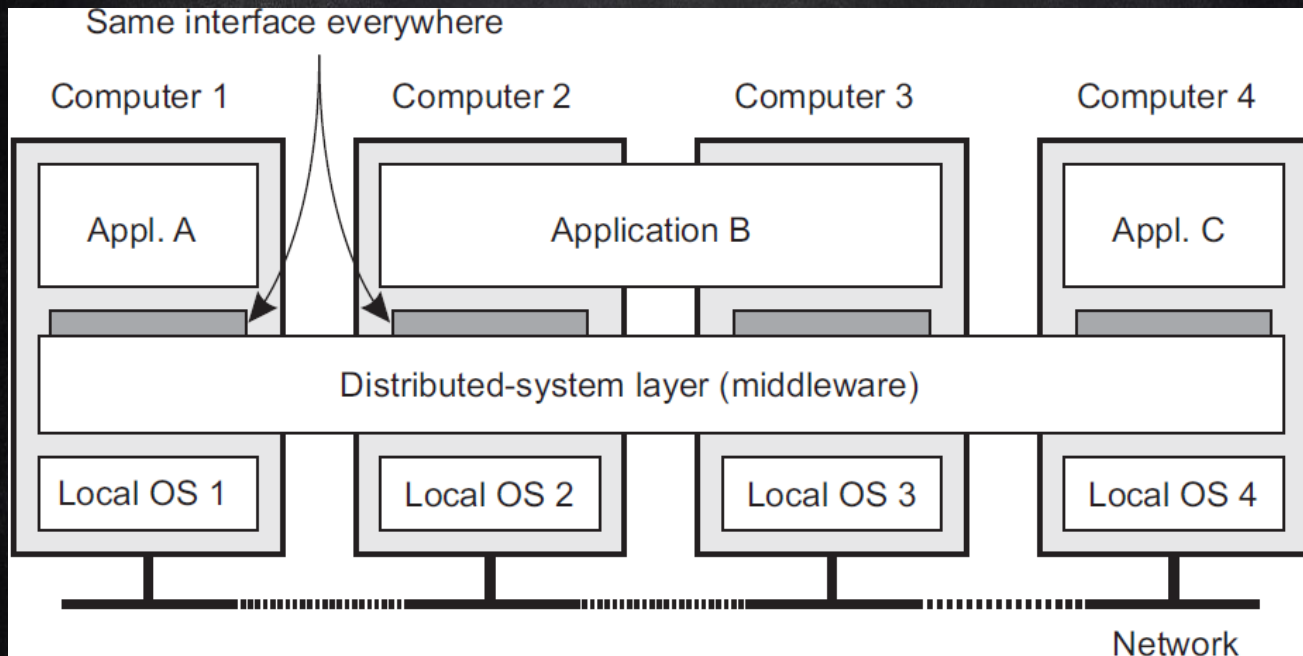 Same interface everywhere
Computer 1
Computer 2
Computer 3
Computer 4
Appl. A
Application B
Appl. C
Distributed-system layer (middleware)
Local OS 1
Local OS 2
Local OS 3
Local OS 4
Network